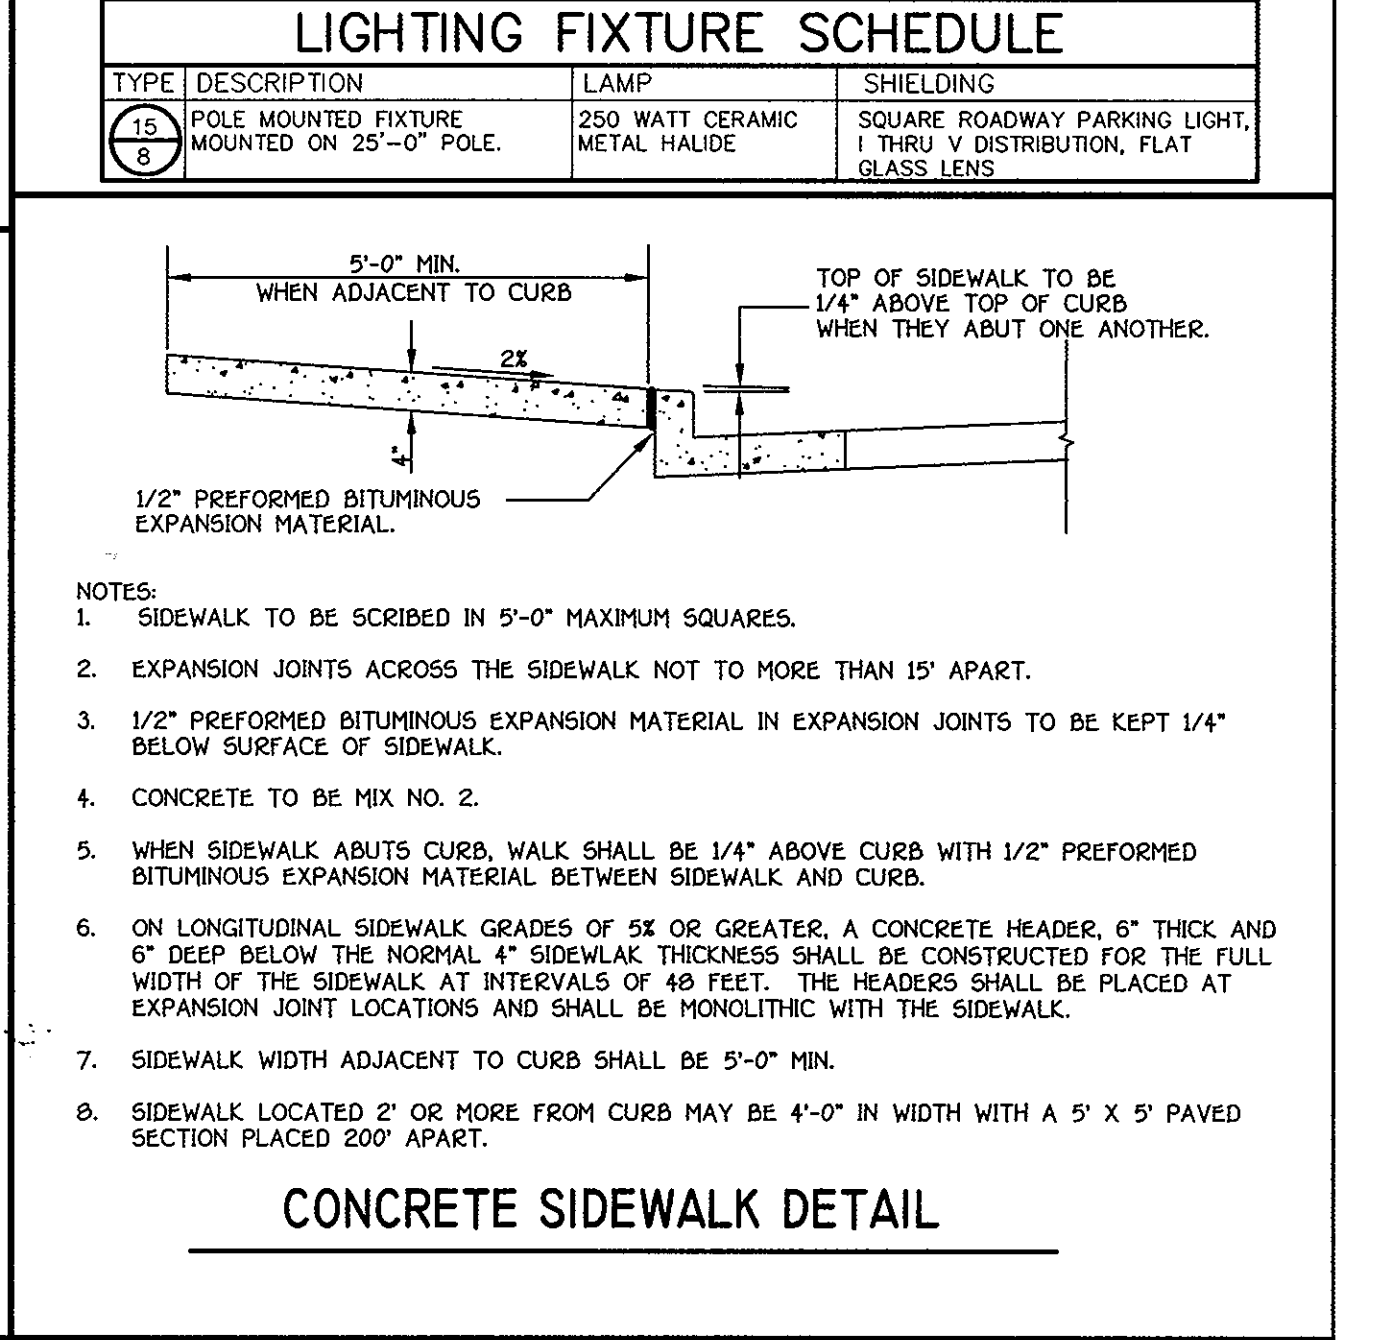 LIGHTING FIXTURE SCHEDULE
TYPE DESCRIPTION LAMP SHIELDING
15
8
POLE MOUNTED FIXTURE
MOUNTED ON 25'-0" POLE.
250 WATT CERAMIC
METAL HALIDE
SQUARE ROADWAY PARKING LIGHT,
I THRU V DISTRIBUTION, FLAT
GLASS LENS
5'-0" MIN.
WHEN ADJACENT TO CURB
TOP OF SIDEWALK TO BE
1/4" ABOVE TOP OF CURB
WHEN THEY ABUT ONE ANOTHER.
2%
4"
1/2" PREFORMED BITUMINOUS
EXPANSION MATERIAL.
NOTES:
1. SIDEWALK TO BE SCRIBED IN 5'-0" MAXIMUM SQUARES.
2. EXPANSION JOINTS ACROSS THE SIDEWALK NOT TO MORE THAN 15' APART.
3. 1/2" PREFORMED BITUMINOUS EXPANSION MATERIAL IN EXPANSION JOINTS TO BE KEPT 1/4"
BELOW SURFACE OF SIDEWALK.
4. CONCRETE TO BE MIX NO. 2.
5. WHEN SIDEWALK ABUTS CURB, WALK SHALL BE 1/4" ABOVE CURB WITH 1/2" PREFORMED
BITUMINOUS EXPANSION MATERIAL BETWEEN SIDEWALK AND CURB.
6. ON LONGITUDINAL SIDEWALK GRADES OF 5% OR GREATER, A CONCRETE HEADER, 6" THICK AND
6" DEEP BELOW THE NORMAL 4" SIDEWLAK THICKNESS SHALL BE CONSTRUCTED FOR THE FULL
WIDTH OF THE SIDEWALK AT INTERVALS OF 48 FEET. THE HEADERS SHALL BE PLACED AT
EXPANSION JOINT LOCATIONS AND SHALL BE MONOLITHIC WITH THE SIDEWALK.
7. SIDEWALK WIDTH ADJACENT TO CURB SHALL BE 5'-0" MIN.
8. SIDEWALK LOCATED 2' OR MORE FROM CURB MAY BE 4'-0" IN WIDTH WITH A 5' X 5' PAVED
SECTION PLACED 200' APART.
CONCRETE SIDEWALK DETAIL